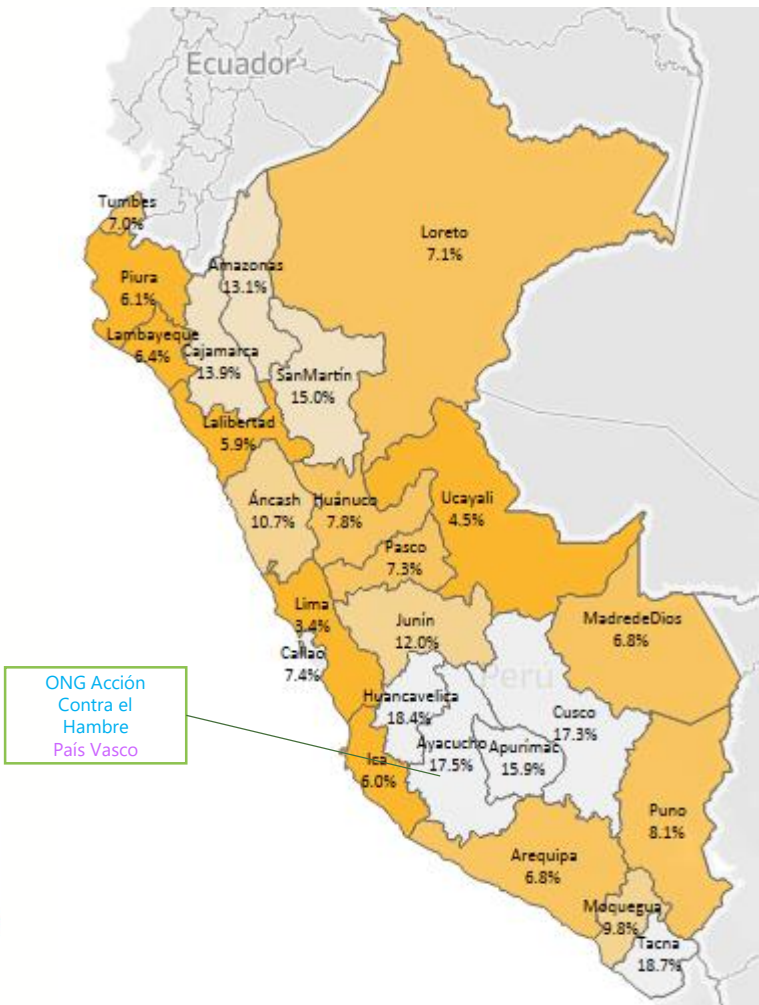 Ecuador
Tumbes
7.0%
Loreto
7.1%
Amazonas
13.1%
Piura
6.1%
Lambayeque
6.4%
Cajamarca
13.9%
SanMartín
15.0%
Lalibertad
5.9%
Áncash
10.7%
Huánuco
7.8%
Ucayali
4.5%
Pasco
7.3%
Lima
3.4%
Junín
12.0%
MadredeDios
6.8%
Callao
7.4%
Perú
ONG Acción
Contra el
Hambre
País Vasco
Huancavelica
18.4%
Cusco
17.3%
Ayacucho
17.5%
Apurímac
15.9%
Ica
6.0%
Puno
8.1%
Arequipa
6.8%
Moquegua
9.8%
Tacna
18.7%